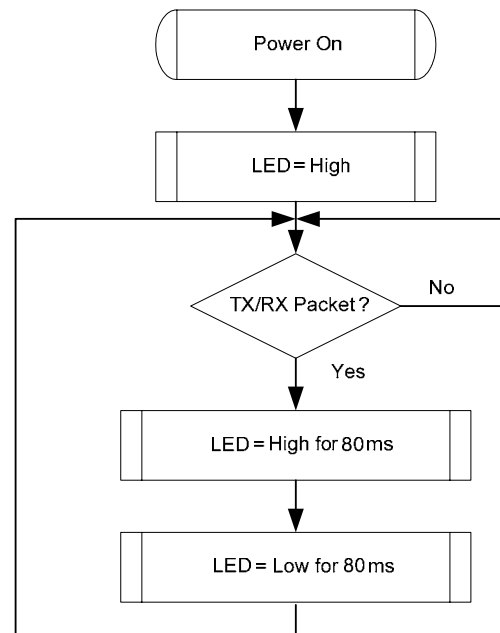 Power On
LED = High
TX/RX Packet ?
No
Yes
LED = High for 80 ms
LED = Low for 80 ms